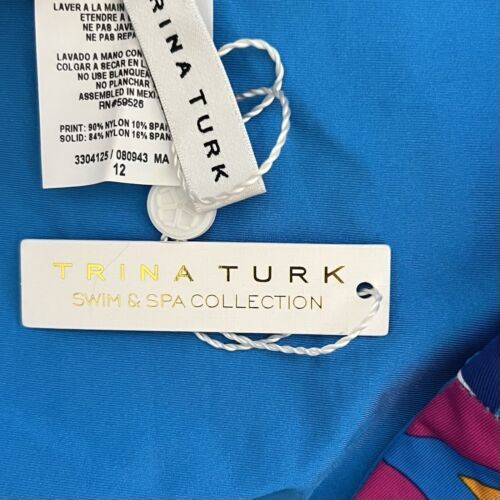 LAVER A LA MAIN
ETENDRE A
NE PAS JAVE
NE PAS REPA
LAVADO A MANO CON
COLGAR A SECAR EN L
NO USE BLANQUEA
NO PLANCHAR
ASSEMBLED IN MEXI
RN#59526
PRINT: 90% NYLON 10% SPAN
SOLID: 84% NYLON 16% SPAN
3304125 / 080943 MA
12
TRINA TURK
TRINA TURK
SWIM & SPA COLLECTION